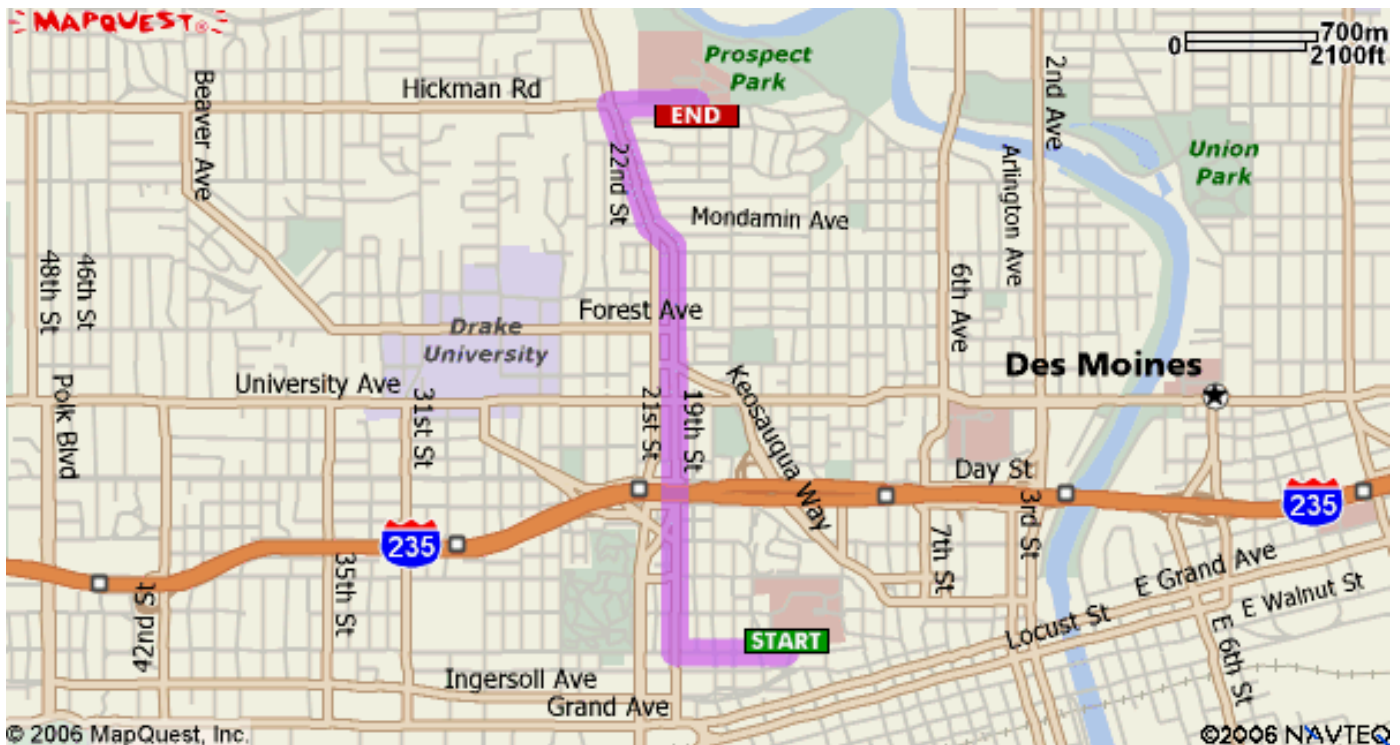 MAPQUEST®
0 700m
2100ft
Prospect
Park
Hickman Rd
END
Beaver Ave
22nd St
2nd Ave
Arlington Ave
Union
Park
Mondamin Ave
48th St
46th St
6th Ave
Forest Ave
Drake
University
Des Moines
University Ave
Polk Blvd
31st St
21st St
19th St
Keosauqua Way
Day St
235
235
235
42nd St
35th St
7th St
3rd St
E Grand Ave
E Walnut St
Locust St
E 6th St
START
Ingersoll Ave
Grand Ave
© 2006 MapQuest, Inc.
©2006 NAVTEQ